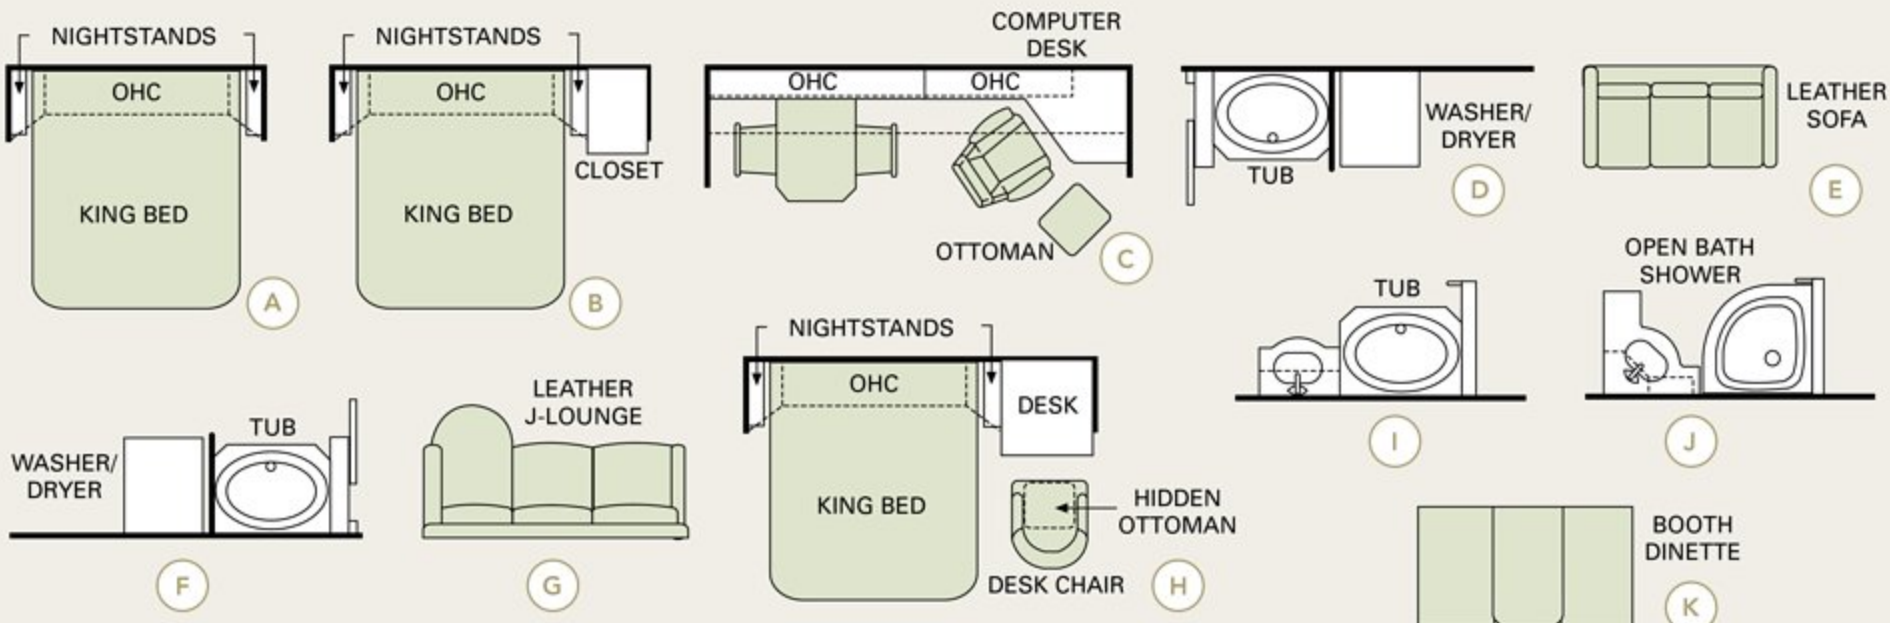 NIGHTSTANDS
OHC
KING BED
A
NIGHTSTANDS
OHC
CLOSET
KING BED
B
COMPUTER
DESK
OHC
OHC
OTTOMAN
C
TUB
WASHER/
DRYER
D
LEATHER
SOFA
E
WASHER/
DRYER
TUB
F
LEATHER
J-LOUNGE
G
NIGHTSTANDS
OHC
DESK
KING BED
HIDDEN
OTTOMAN
DESK CHAIR
H
TUB
I
OPEN BATH
SHOWER
J
BOOTH
DINETTE
K